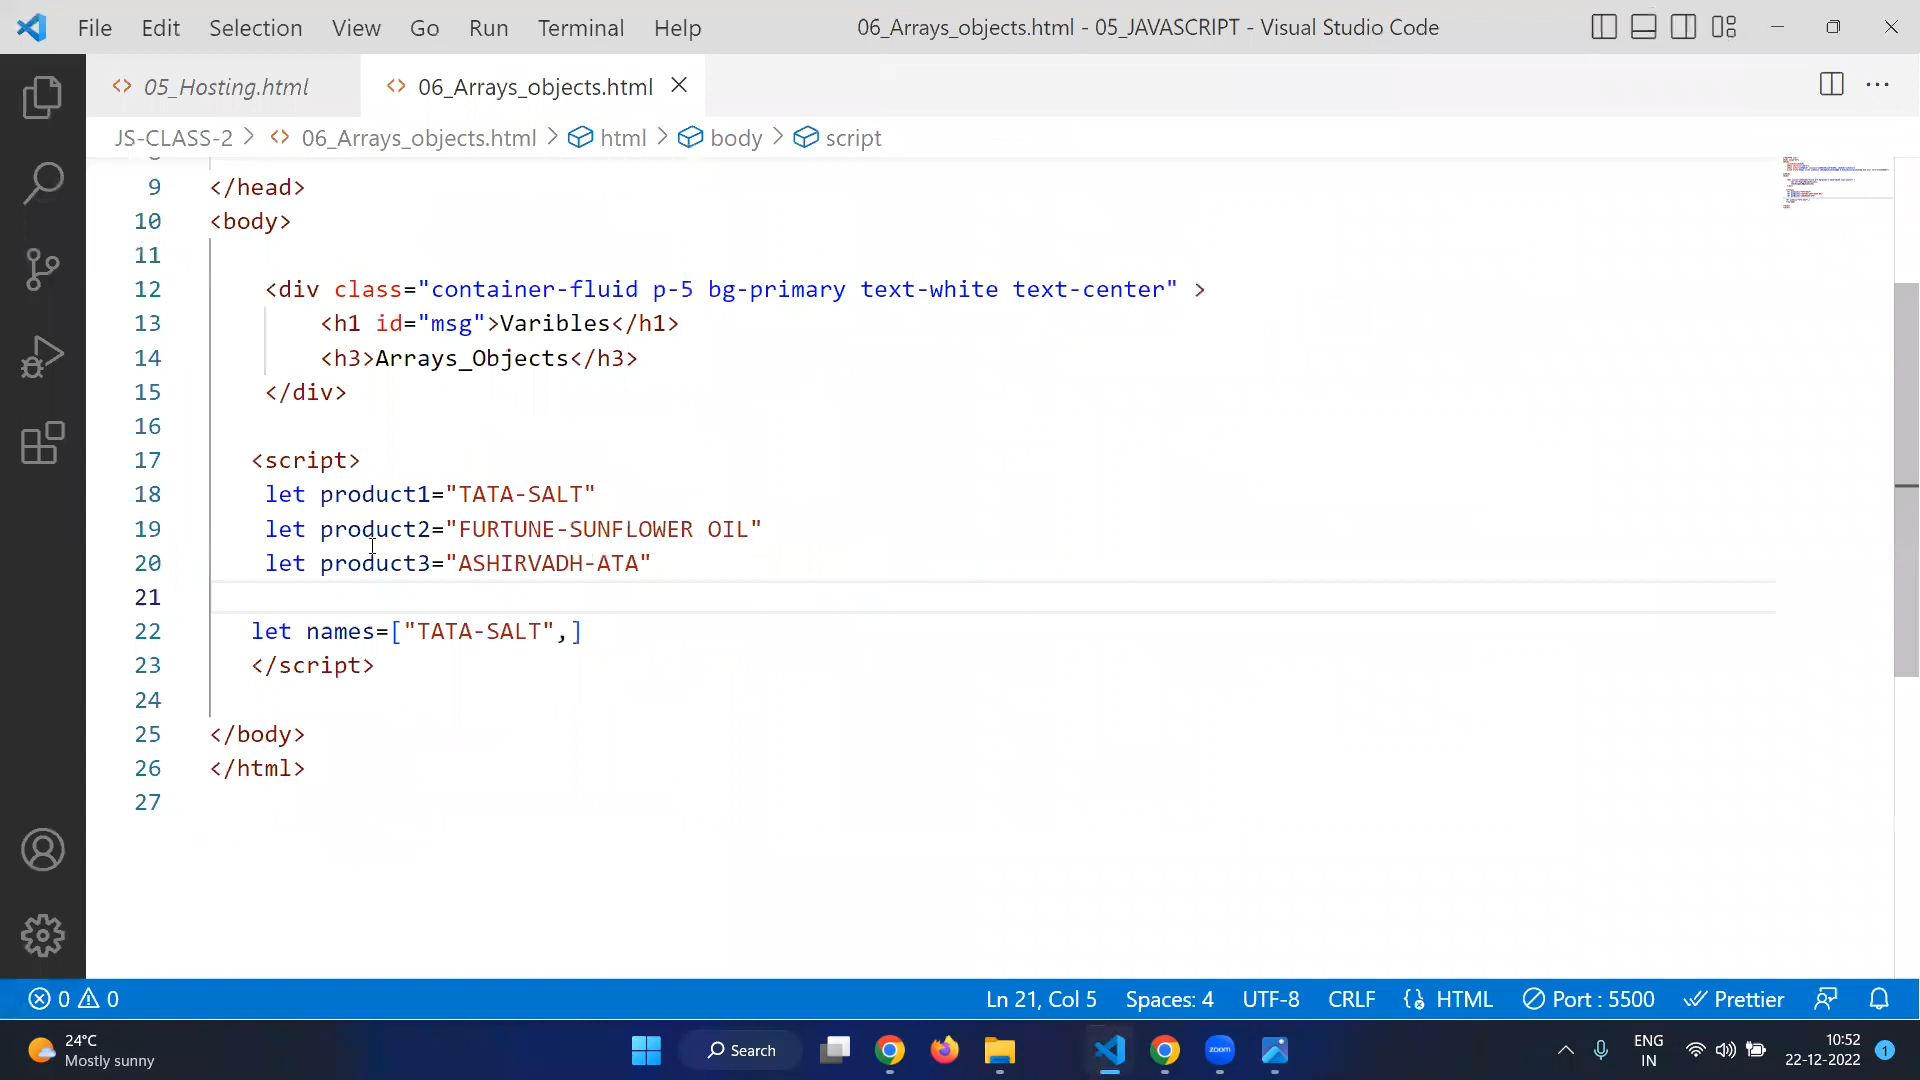 File Edit Selection View Go Run Terminal Help 06_Arrays_objects.html - 05_JAVASCRIPT - Visual Studio Code
05_Hosting.html 06_Arrays_objects.html
JS-CLASS-2 > 06_Arrays_objects.html > html > body > script
9 </head>
10 <body>
11
12 <div class="container-fluid p-5 bg-primary text-white text-center" >
13 <h1 id="msg">Varibles</h1>
14 <h3>Arrays_Objects</h3>
15 </div>
16
17 <script>
18 let product1="TATA-SALT"
19 let product2="FURTUNE-SUNFLOWER OIL"
20 let product3="ASHIRVADH-ATA"
21
22 let names=["TATA-SALT",]
23 </script>
24
25 </body>
26 </html>
27
0 0 Ln 21, Col 5 Spaces: 4 UTF-8 CRLF HTML Port : 5500 Prettier
24°C
Mostly sunny
Search
zoom
ENG
IN
10:52
22-12-2022
1